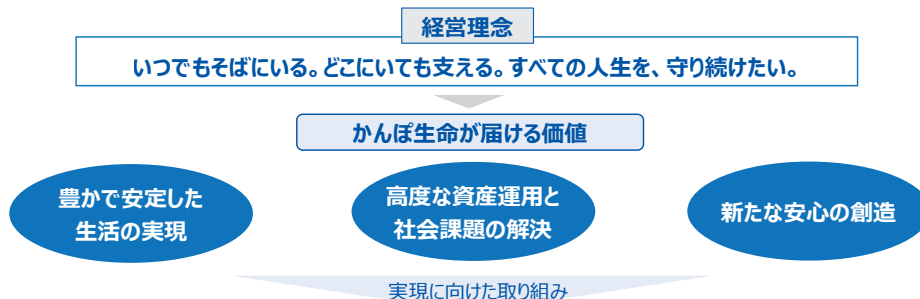 経営理念
いつでもそばにいる。どこにいても支える。すべての人生を、守り続けたい。
かんぽ生命が届ける価値
豊かで安定した
生活の実現
高度な資産運用と
社会課題の解決
新たな安心の創造
実現に向けた取り組み